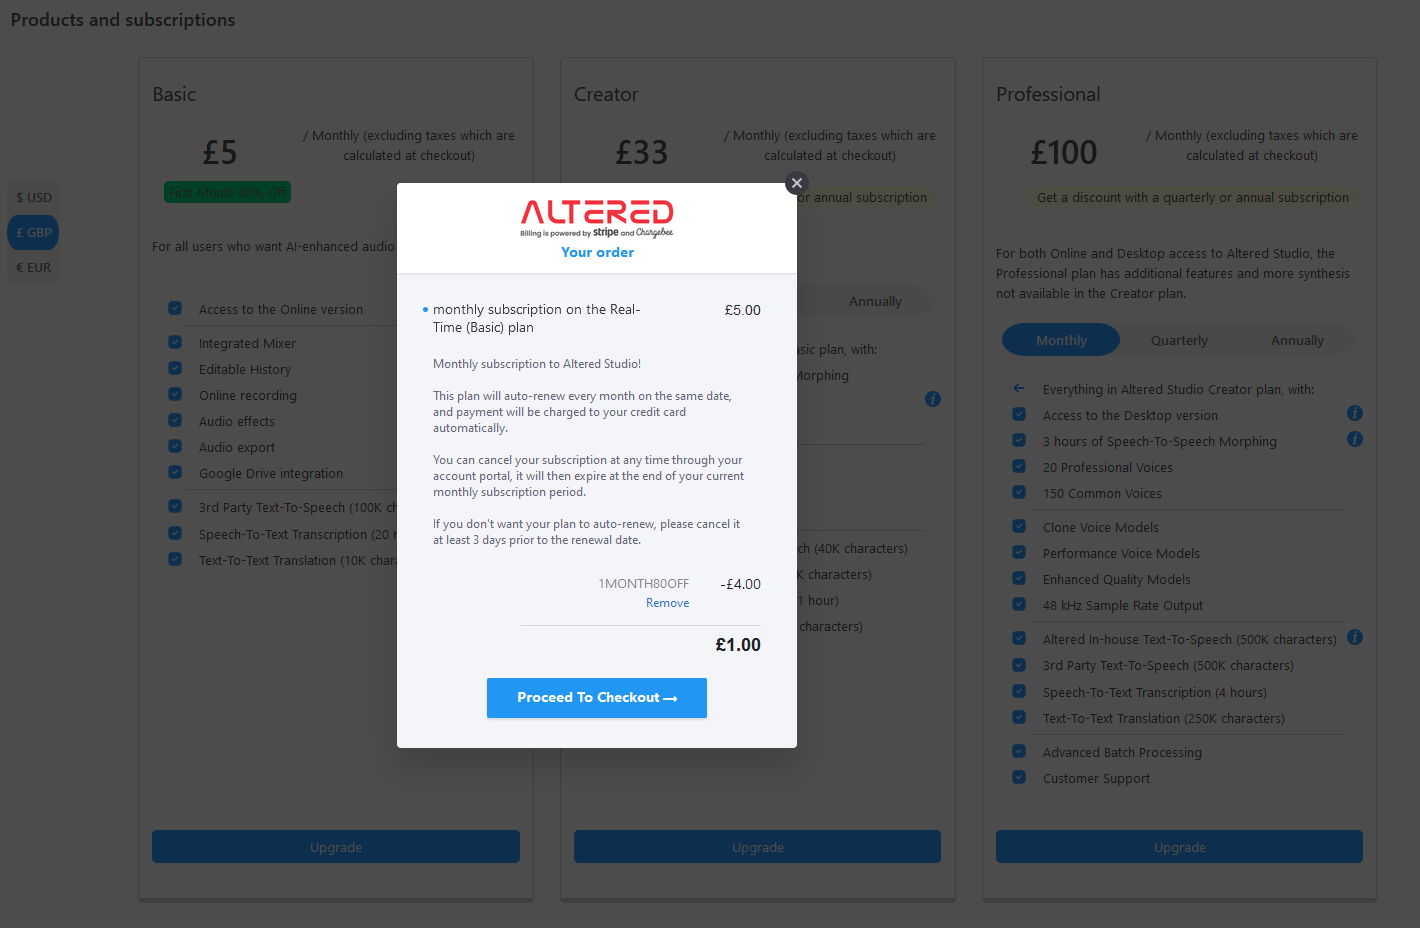 Products and subscriptions
Basic
£5
/ Monthly (excluding taxes which are
calculated at checkout)
First Month 80% Off
$ USD
£ GBP
€ EUR
For all users who want AI-enhanced audio
Access to the Online version
Integrated Mixer
Editable History
Online recording
Audio effects
Audio export
Google Drive integration
3rd Party Text-To-Speech (100K ch
Speech-To-Text Transcription (20 r
Text-To-Text Translation (10K chara
Upgrade
Creator
£33
/ Monthly (excluding taxes which are
calculated at checkout)
or annual subscription
Annually
asic plan, with:
Morphing
ch (40K characters)
K characters)
1 hour)
characters)
Upgrade
ALTERED
Billing is powered by stripe and Chargebee
Your order
monthly subscription on the Real-
Time (Basic) plan
£5.00
Monthly subscription to Altered Studio!
This plan will auto-renew every month on the same date,
and payment will be charged to your credit card
automatically.
You can cancel your subscription at any time through your
account portal, it will then expire at the end of your current
monthly subscription period.
If you don't want your plan to auto-renew, please cancel it
at least 3 days prior to the renewal date.
1MONTH80OFF
-£4.00
Remove
£1.00
Proceed To Checkout →
Professional
£100
/ Monthly (excluding taxes which are
calculated at checkout)
Get a discount with a quarterly or annual subscription
For both Online and Desktop access to Altered Studio, the
Professional plan has additional features and more synthesis
not available in the Creator plan.
Monthly
Quarterly
Annually
Everything in Altered Studio Creator plan, with:
Access to the Desktop version
3 hours of Speech-To-Speech Morphing
20 Professional Voices
150 Common Voices
Clone Voice Models
Performance Voice Models
Enhanced Quality Models
48 kHz Sample Rate Output
Altered In-house Text-To-Speech (500K characters)
3rd Party Text-To-Speech (500K characters)
Speech-To-Text Transcription (4 hours)
Text-To-Text Translation (250K characters)
Advanced Batch Processing
Customer Support
Upgrade